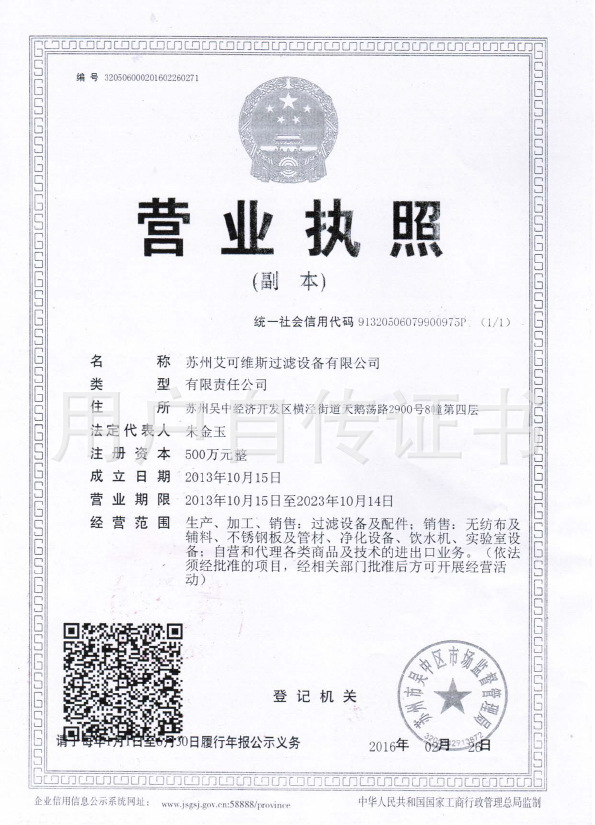 编 号 320506000201602260271
营业执照
(副 本)
统一社会信用代码 91320506079900975P (1/1)
名 称 苏州艾可维斯过滤设备有限公司
类 型 有限责任公司
住 所 苏州吴中经济开发区横泾街道天鹅荡路2900号8幢第四层
法定代表人 朱金玉
注册资本 500万元整
成立日期 2013年10月15日
营业期限 2013年10月15日至2023年10月14日
经营范围 生产、加工、销售：过滤设备及配件；销售：无纺布及
辅料、不锈钢板及管材、净化设备、饮水机、实验室设
备；自营和代理各类商品及技术的进出口业务。（依法
须经批准的项目，经相关部门批准后方可开展经营活
动）
用户自传证书
登记机关
苏州市吴中区市场监督管理局
请于每年1月1日至6月30日履行年报公示义务
2016年 02月 26日
企业信用信息公示系统网址： www.jsgsj.gov.cn:58888/province
中华人民共和国国家工商行政管理总局监制